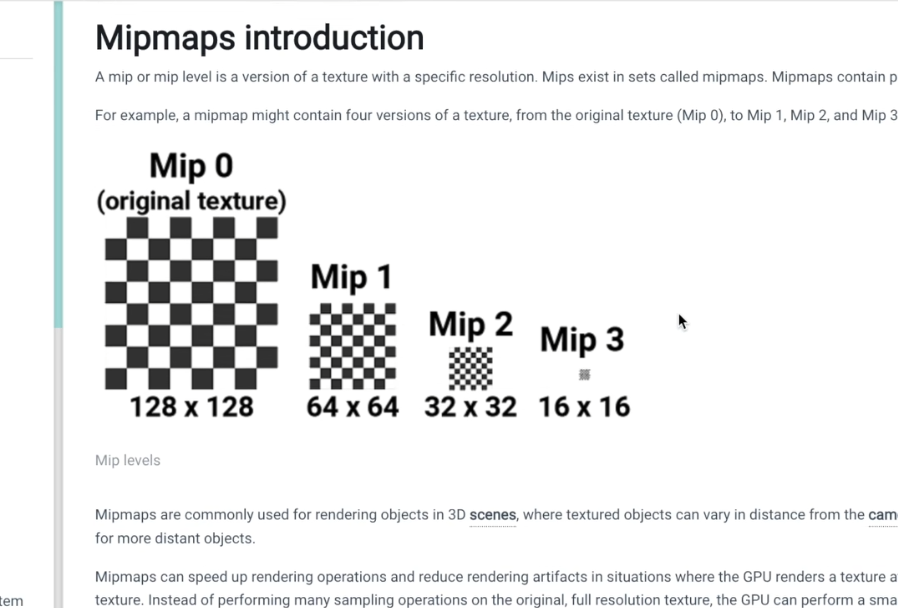 Mipmaps introduction
A mip or mip level is a version of a texture with a specific resolution. Mips exist in sets called mipmaps. Mipmaps contain p
For example, a mipmap might contain four versions of a texture, from the original texture (Mip 0), to Mip 1, Mip 2, and Mip 3
Mip 0
(original texture)
Mip 1
Mip 2
Mip 3
128 x 128
64 x 64
32 x 32
16 x 16
Mip levels
Mipmaps are commonly used for rendering objects in 3D scenes, where textured objects can vary in distance from the cam
for more distant objects.
Mipmaps can speed up rendering operations and reduce rendering artifacts in situations where the GPU renders a texture a
tem
texture. Instead of performing many sampling operations on the original, full resolution texture, the GPU can perform a sma